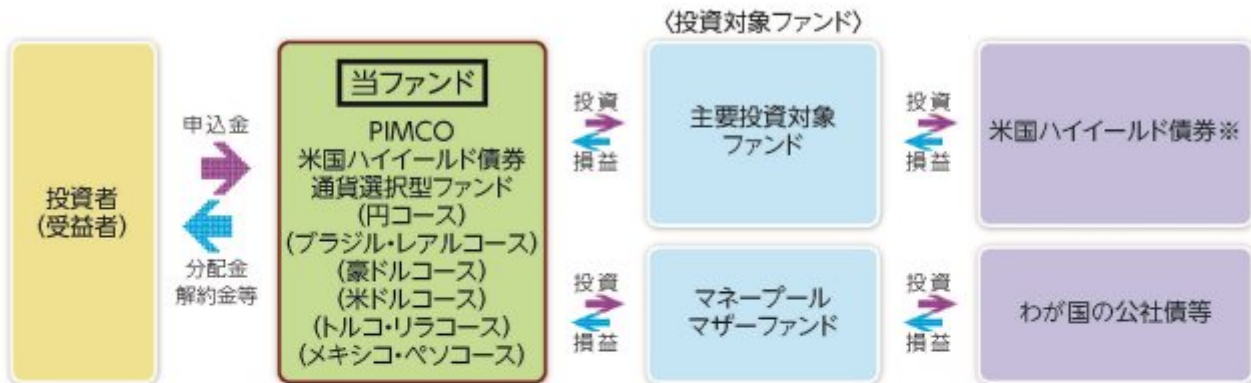 〈投資対象ファンド〉
投資者
(受益者)
申込金
分配金
解約金等
当ファンド
PIMCO
米国ハイイールド債券
通貨選択型ファンド
(円コース)
(ブラジル・レアルコース)
(豪ドルコース)
(米ドルコース)
(トルコ・リラコース)
(メキシコ・ペソコース)
投資
損益
主要投資対象
ファンド
投資
損益
米国ハイイールド債券※
投資
損益
マネープール
マザーファンド
投資
損益
わが国の公社債等